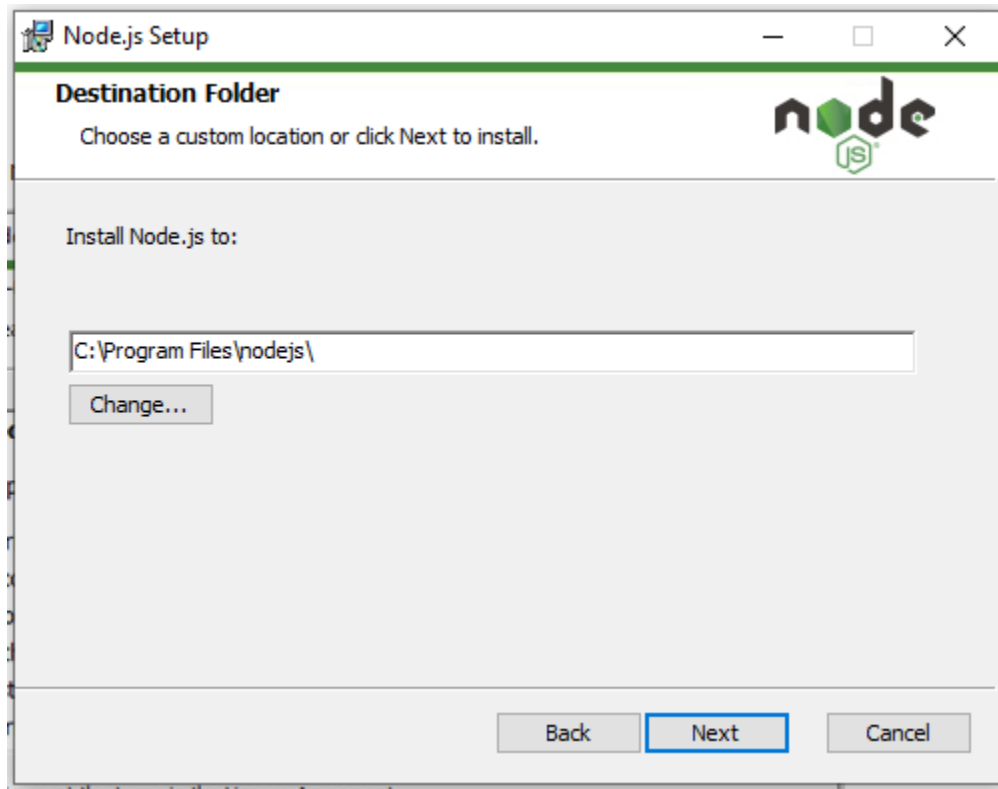 Node.js Setup
Destination Folder
Choose a custom location or click Next to install.
node
JS
Install Node.js to:
C:\Program Files\nodejs\
Change...
Back
Next
Cancel